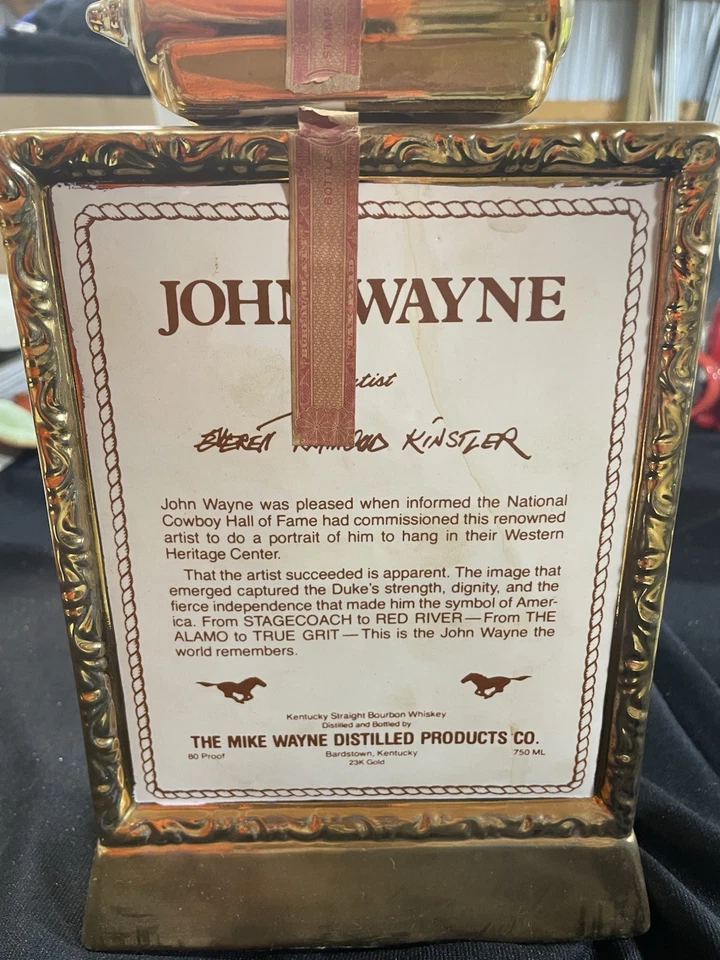 STAMP
BOTTL
JOHN WAYNE
tist
EVERETT RAYMOND KINSTLER
John Wayne was pleased when informed the National
Cowboy Hall of Fame had commissioned this renowned
artist to do a portrait of him to hang in their Western
Heritage Center.
That the artist succeeded is apparent. The image that
emerged captured the Duke's strength, dignity, and the
fierce independence that made him the symbol of Amer-
ica. From STAGECOACH to RED RIVER—From THE
ALAMO to TRUE GRIT—This is the John Wayne the
world remembers.
Kentucky Straight Bourbon Whiskey
Distilled and Bottled by
THE MIKE WAYNE DISTILLED PRODUCTS CO.
80 Proof Bardstown, Kentucky 750 ML
23K Gold